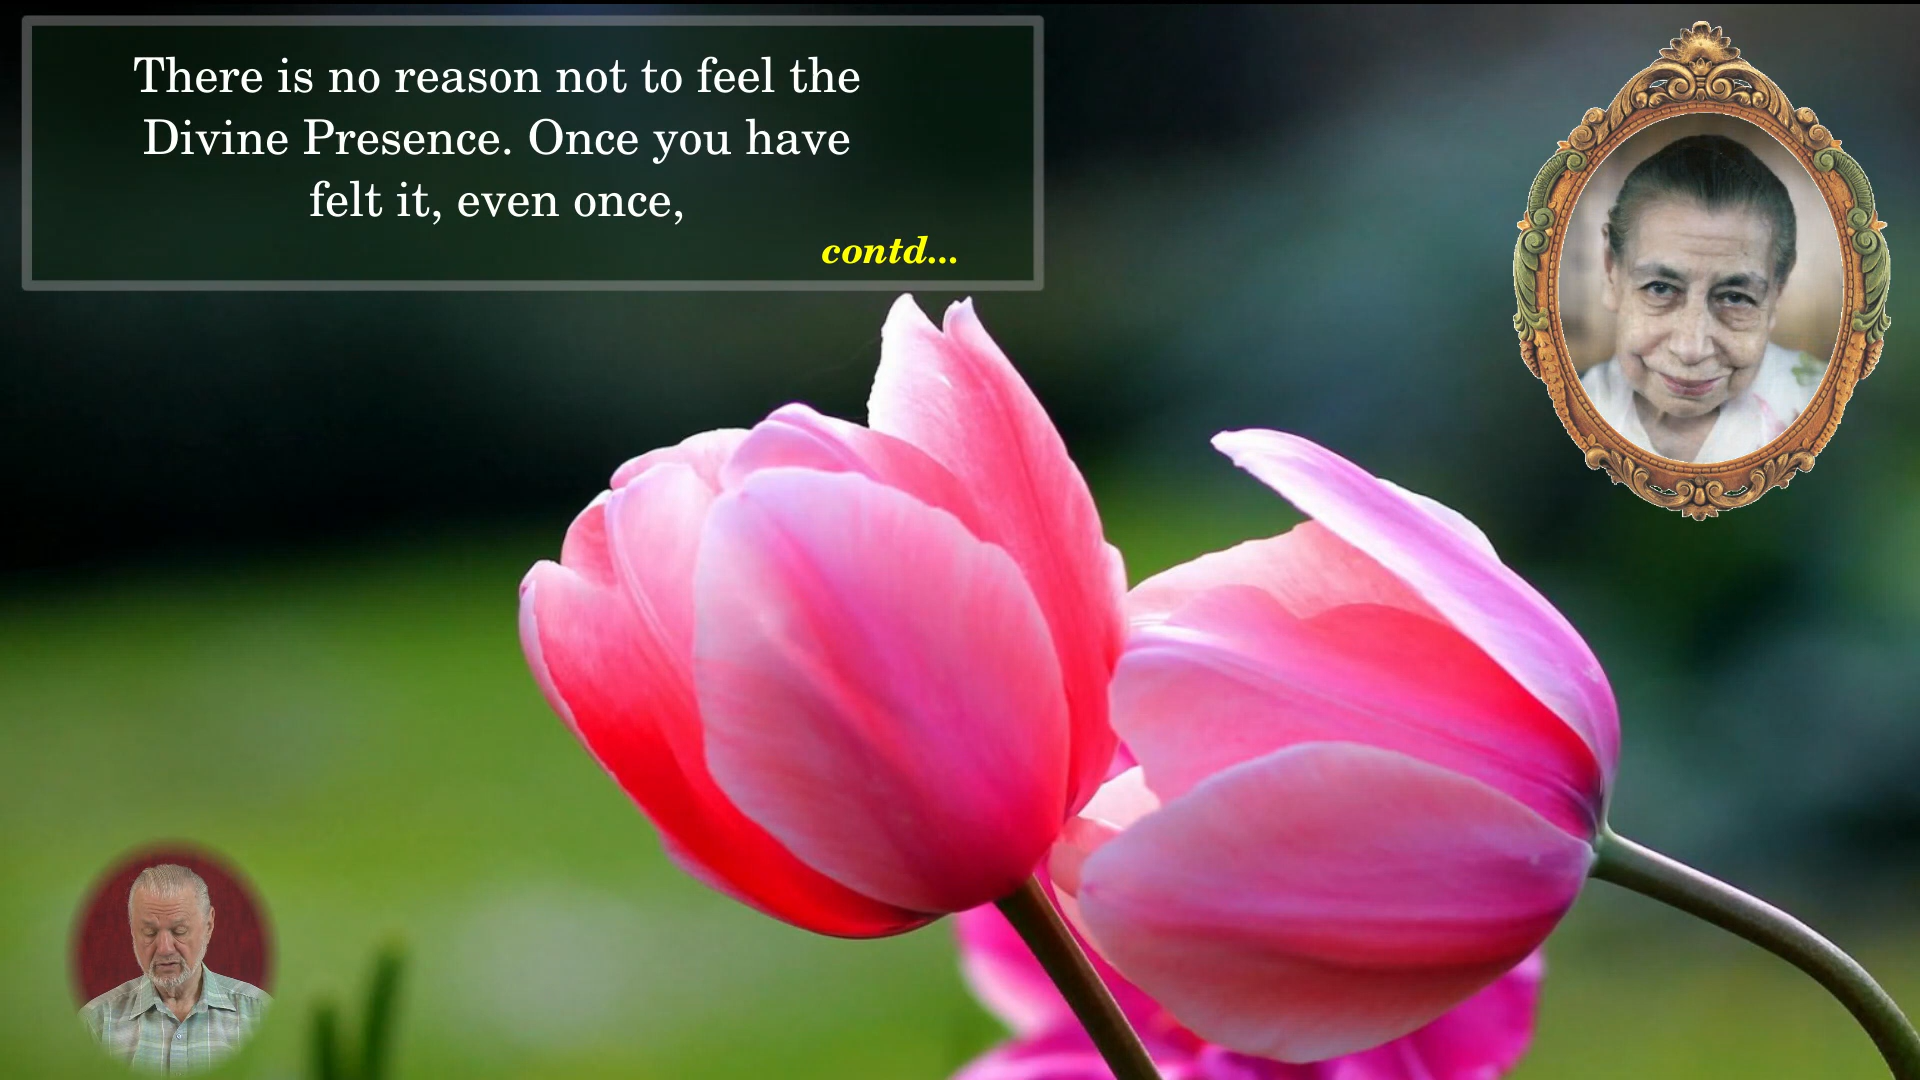 There is no reason not to feel the
Divine Presence. Once you have
felt it, even once,
contd...